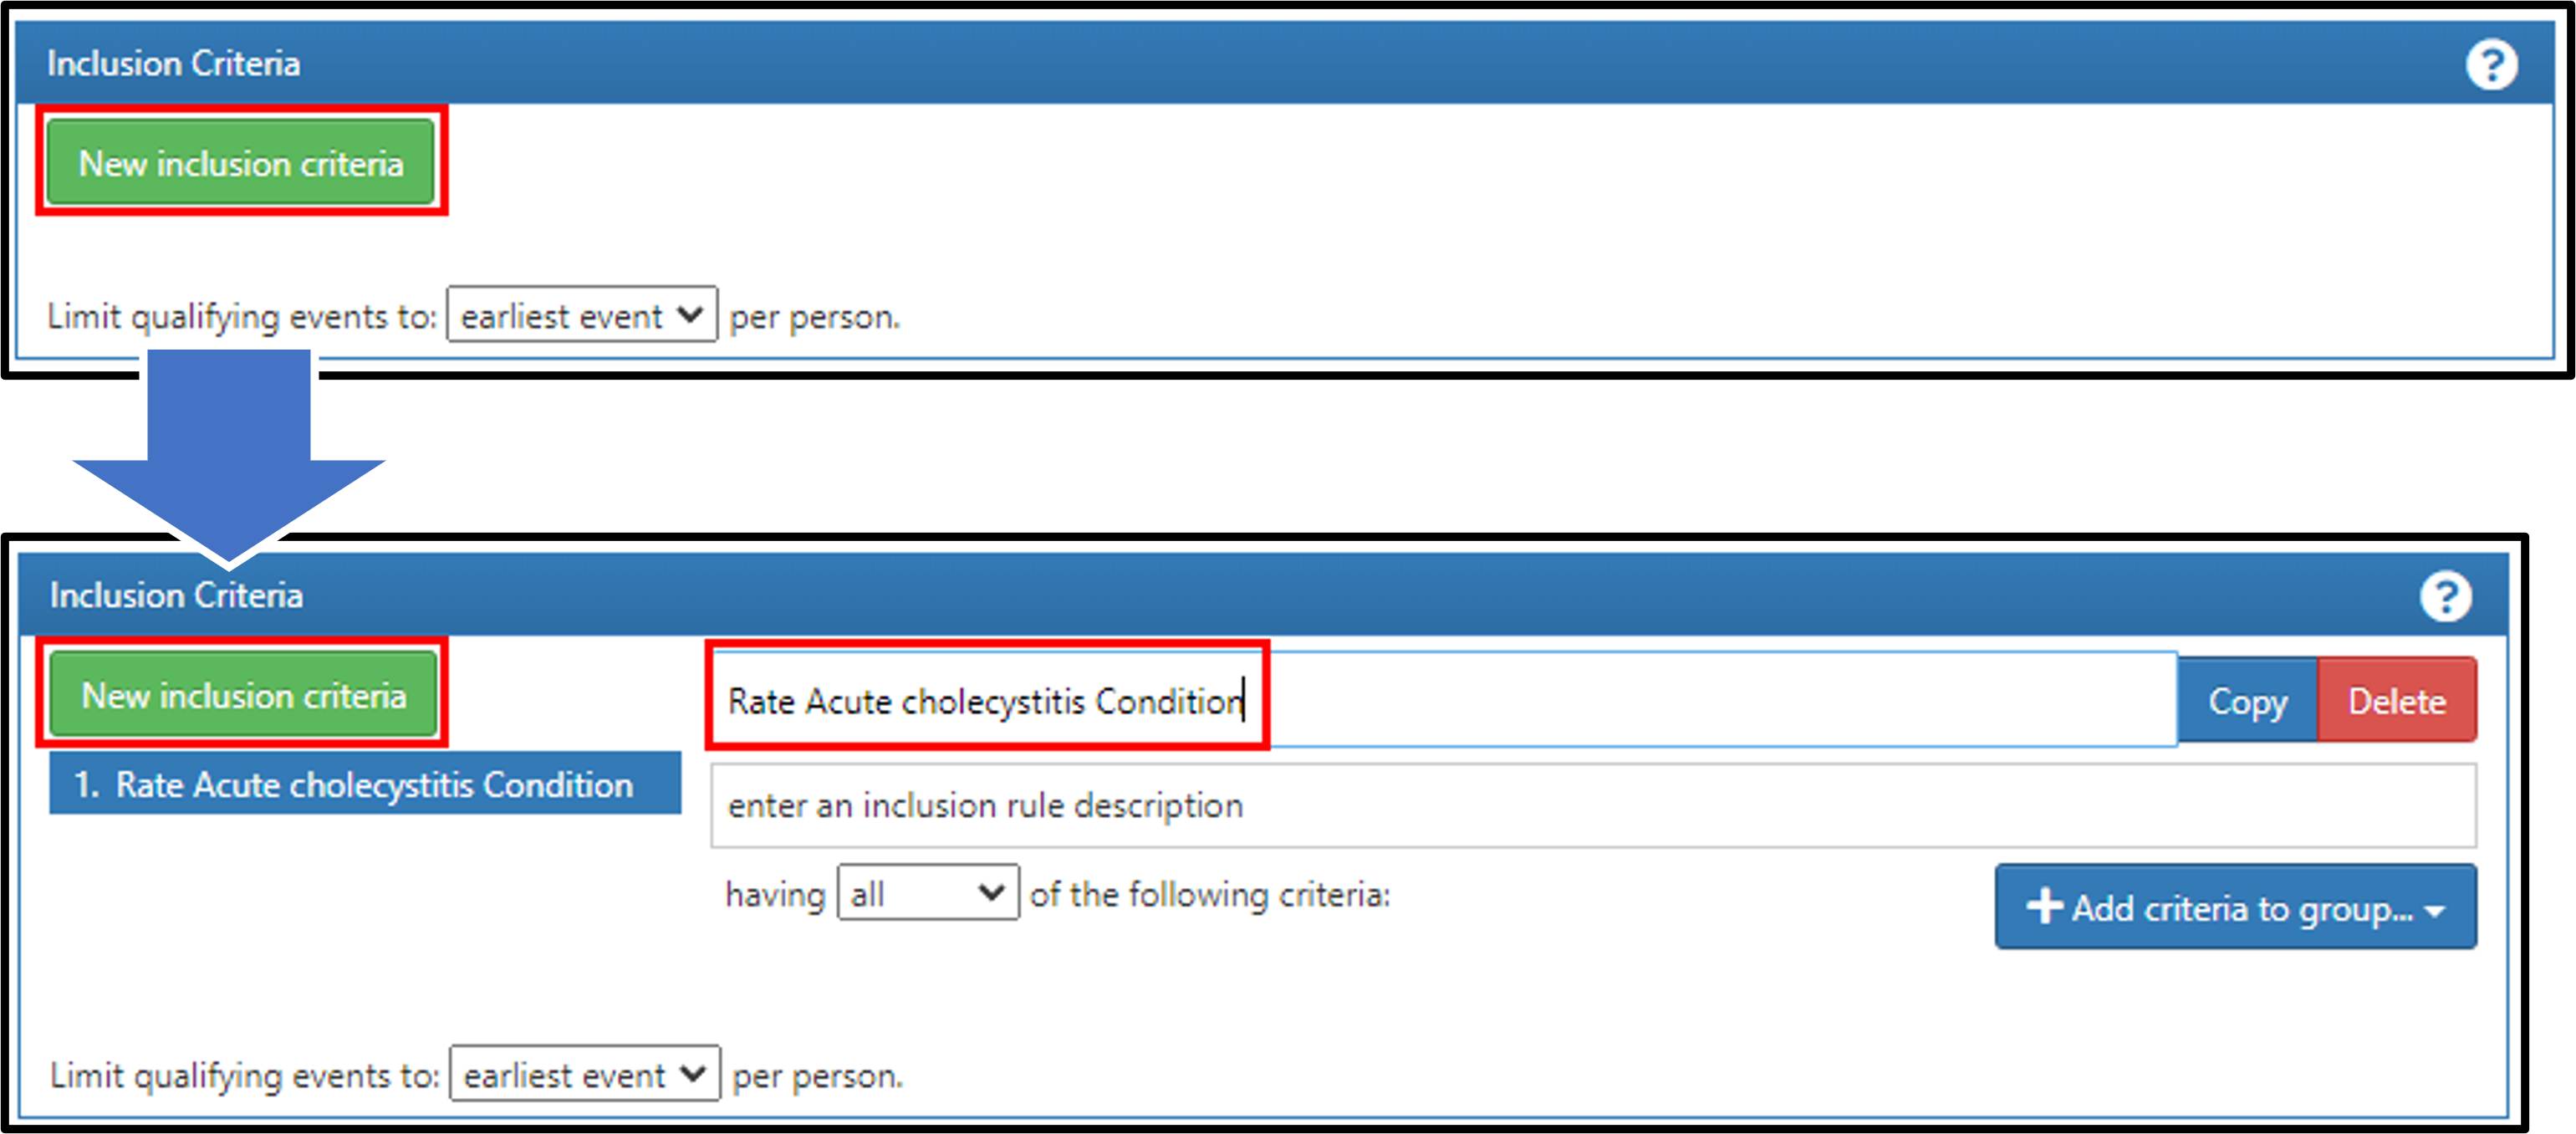 Inclusion Criteria
?
New inclusion criteria
Limit qualifying events to: earliest event per person.
Inclusion Criteria
?
New inclusion criteria
Rate Acute cholecystitis Condition
Copy
Delete
1. Rate Acute cholecystitis Condition
enter an inclusion rule description
having all of the following criteria:
Add criteria to group...
Limit qualifying events to: earliest event per person.